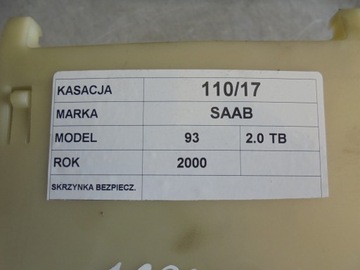 KASACJA 110/17
MARKA SAAB
MODEL 93 2.0 TB
ROK 2000
SKRZYNKA BEZPIECZ.